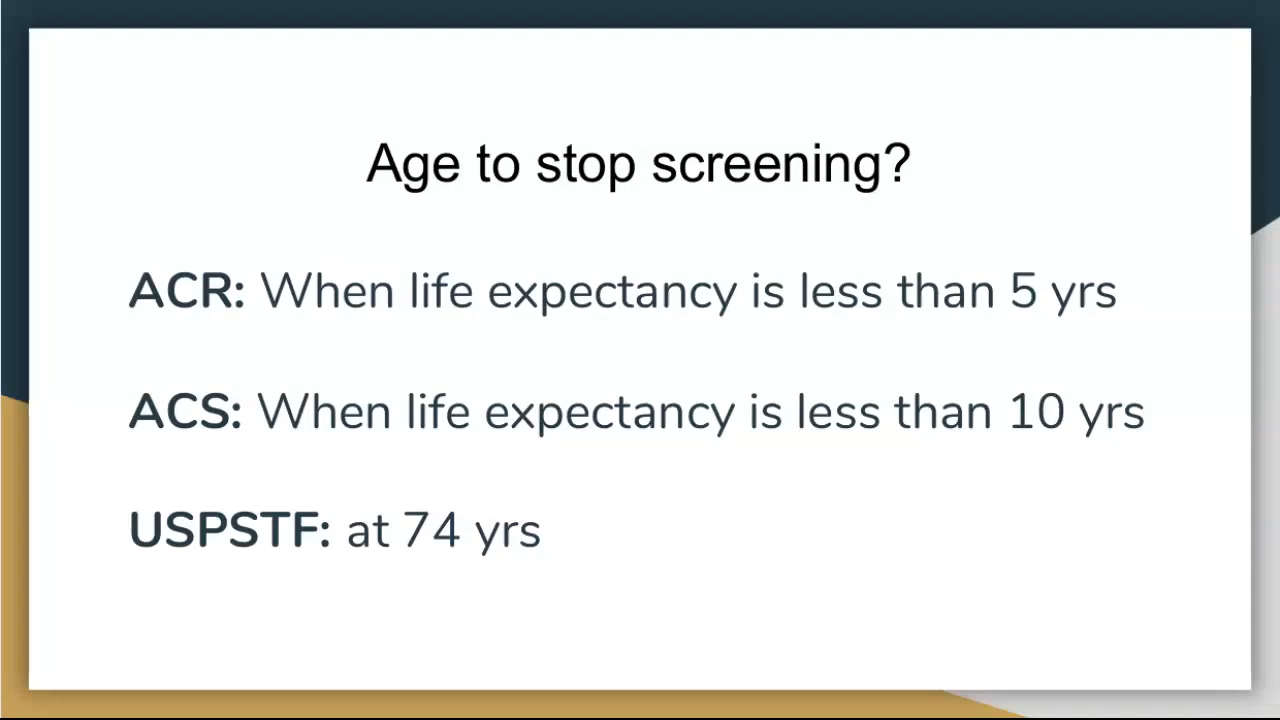 Age to stop screening?
ACR: When life expectancy is less than 5 yrs
ACS: When life expectancy is less than 10 yrs
USPSTF: at 74 yrs